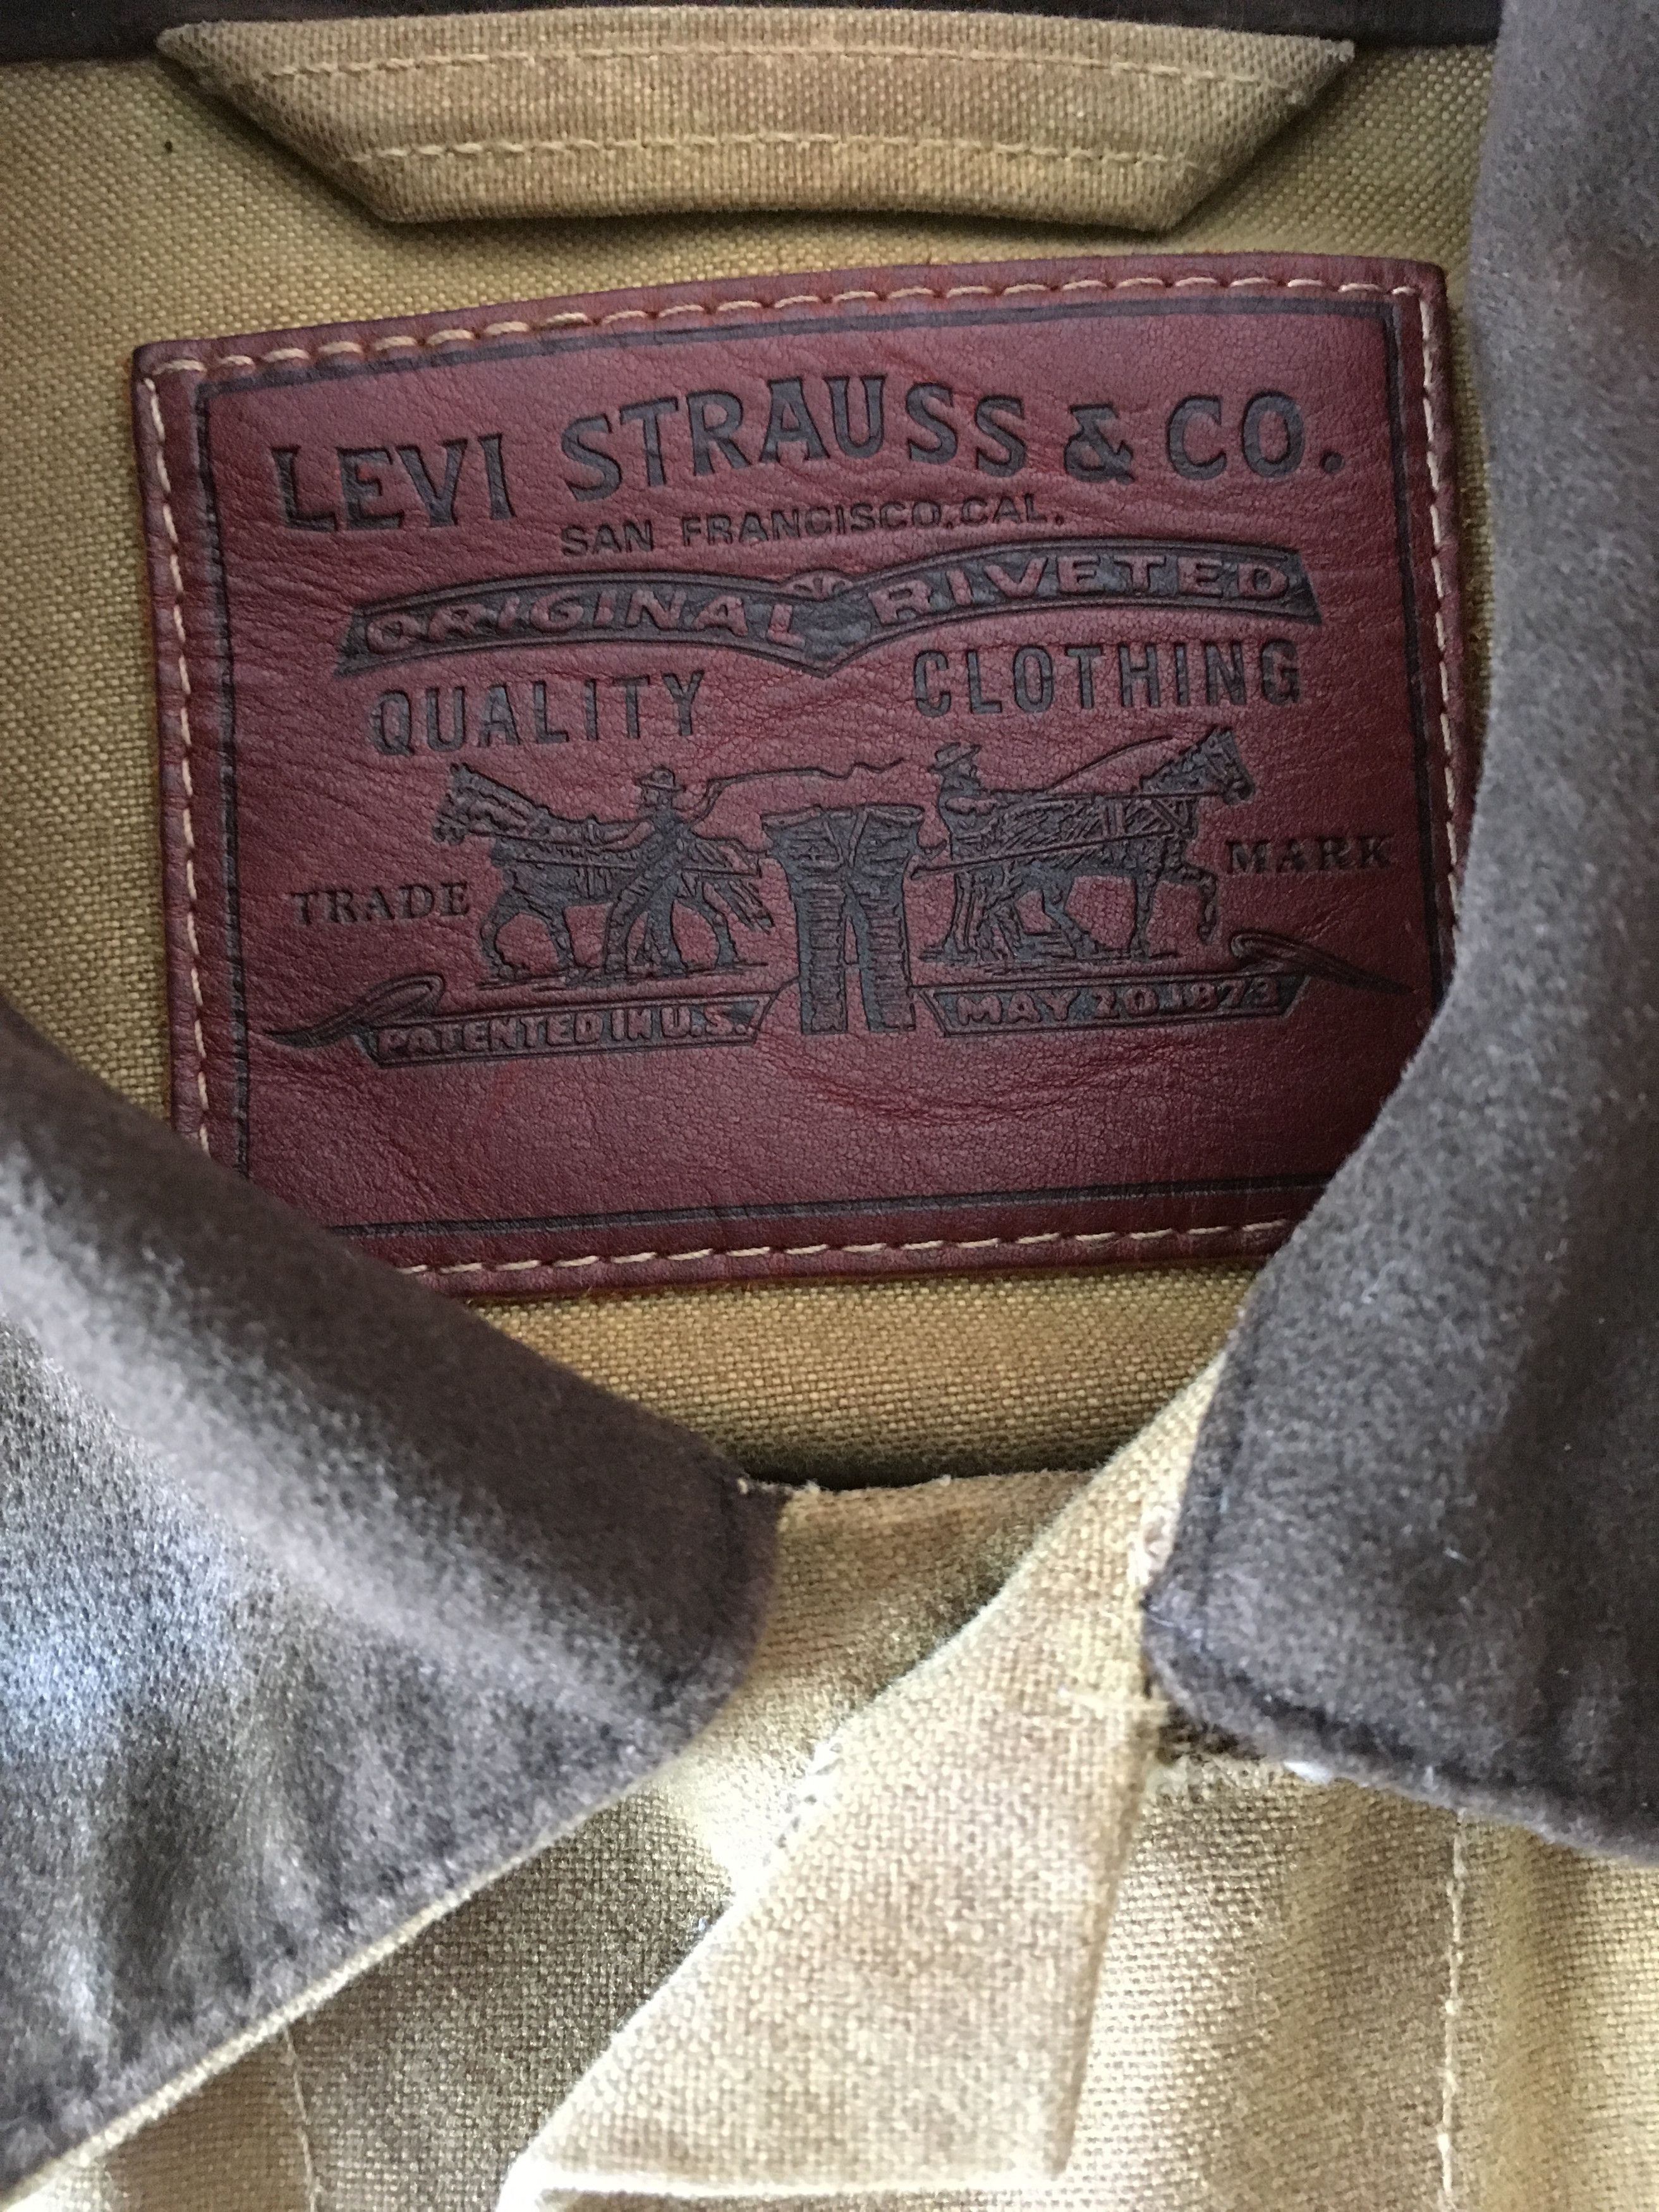 LEVI STRAUSS & CO.
SAN FRANCISCO, CAL.
ORIGINAL RIVETED
QUALITY CLOTHING
TRADE MARK
PATENTED IN U.S. MAY 20 1873